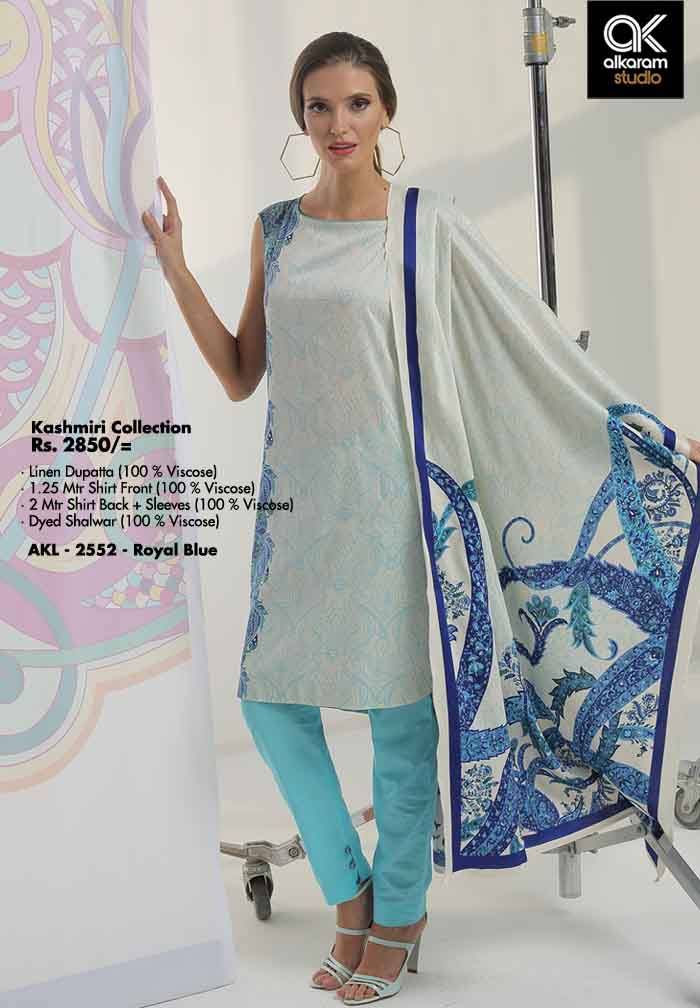 alkaram
studio
Kashmiri Collection
Rs. 2850/=
· Linen Dupatta (100 % Viscose)
· 1.25 Mtr Shirt Front (100 % Viscose)
· 2 Mtr Shirt Back + Sleeves (100 % Viscose)
· Dyed Shalwar (100 % Viscose)
AKL - 2552 - Royal Blue